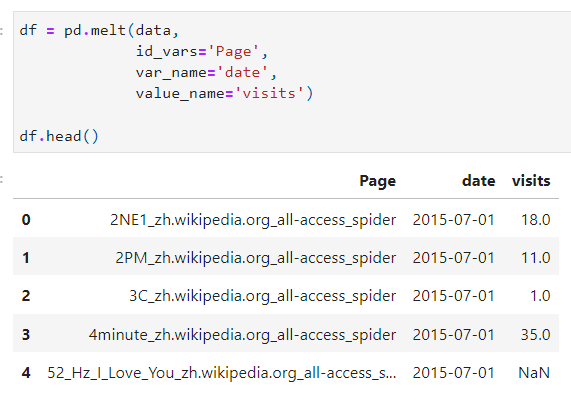 df = pd.melt(data,
id_vars='Page',
var_name='date',
value_name='visits')
df.head()
Page date visits
0 2NE1_zh.wikipedia.org_all-access_spider 2015-07-01 18.0
1 2PM_zh.wikipedia.org_all-access_spider 2015-07-01 11.0
2 3C_zh.wikipedia.org_all-access_spider 2015-07-01 1.0
3 4minute_zh.wikipedia.org_all-access_spider 2015-07-01 35.0
4 52_Hz_I_Love_You_zh.wikipedia.org_all-access_s... 2015-07-01 NaN